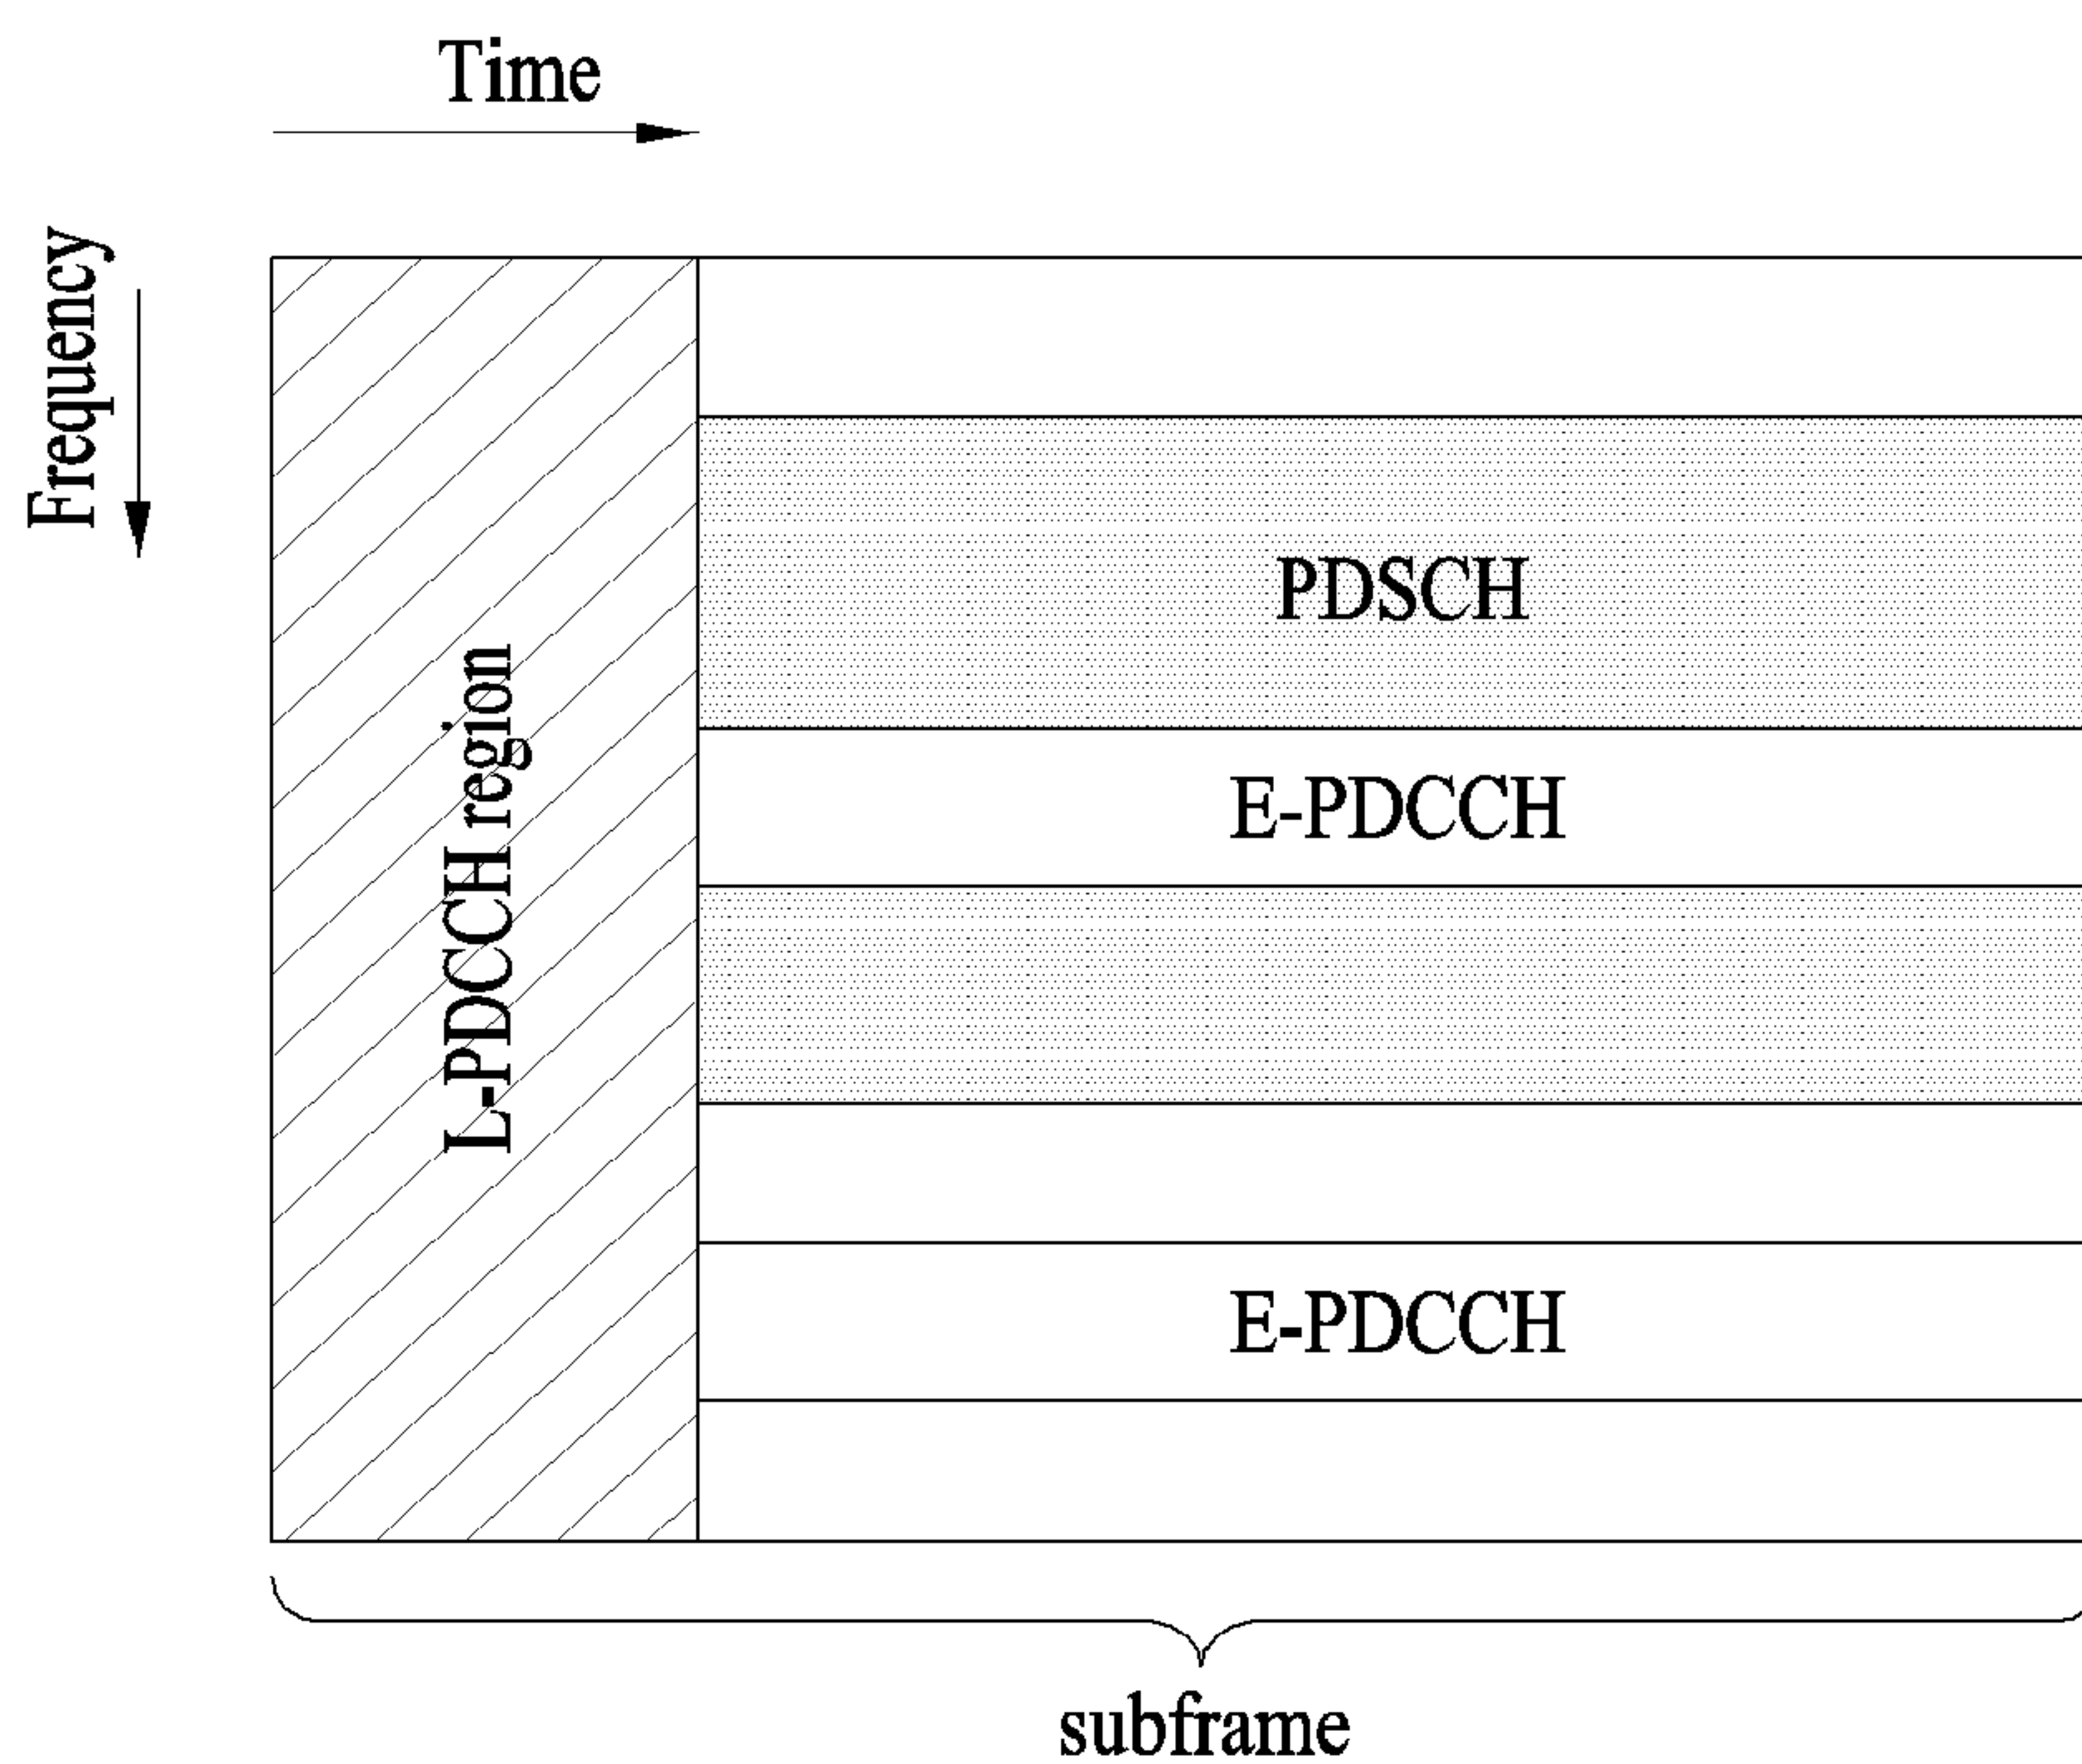 Time
Frequency
L-PDCCH region
PDSCH
E-PDCCH
E-PDCCH
subframe